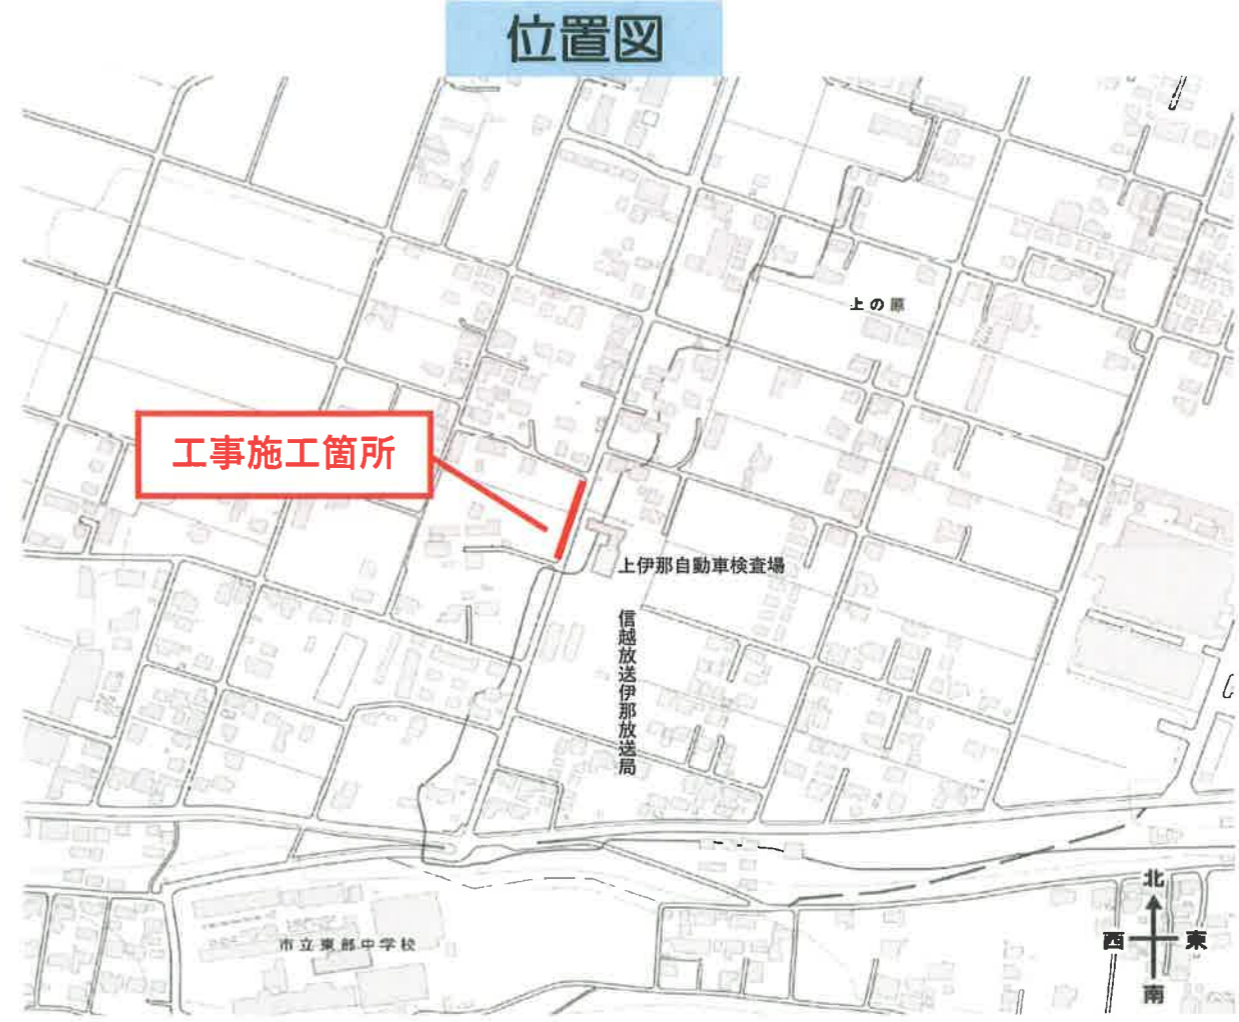 位置図
上の原
工事施工箇所
上伊那自動車検査場
信越放送伊那放送局
市立東部中学校
北
西
東
南